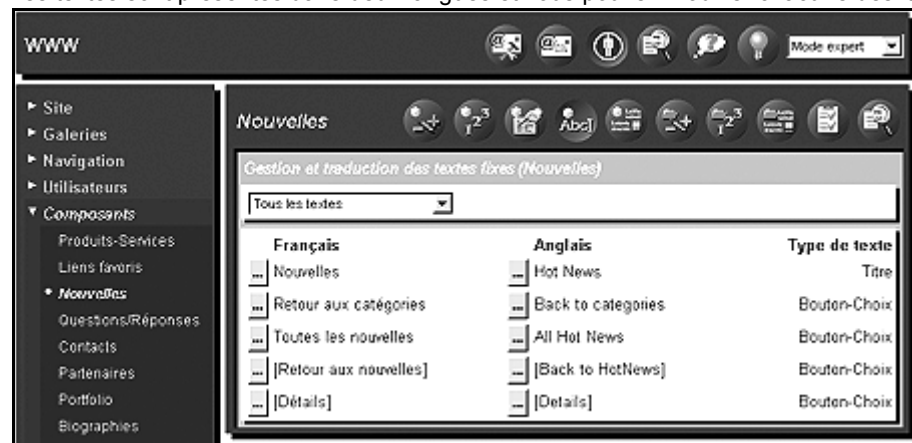 www
Mode expert
Site
Galeries
Navigation
Utilisateurs
Composants
Produits-Services
Liens favoris
Nouvelles
Questions/Réponses
Contacts
Partenaires
Portfolio
Biographies
Nouvelles
Abc
Gestion et traduction des textes fixes (Nouvelles)
Tous les textes
Français Anglais Type de texte
... Nouvelles ... Hot News Titre
... Retour aux catégories ... Back to categories Bouton-Choix
... Toutes les nouvelles ... All Hot News Bouton-Choix
... [Retour aux nouvelles] ... [Back to HotNews] Bouton-Choix
... [Détails] ... [Details] Bouton-Choix